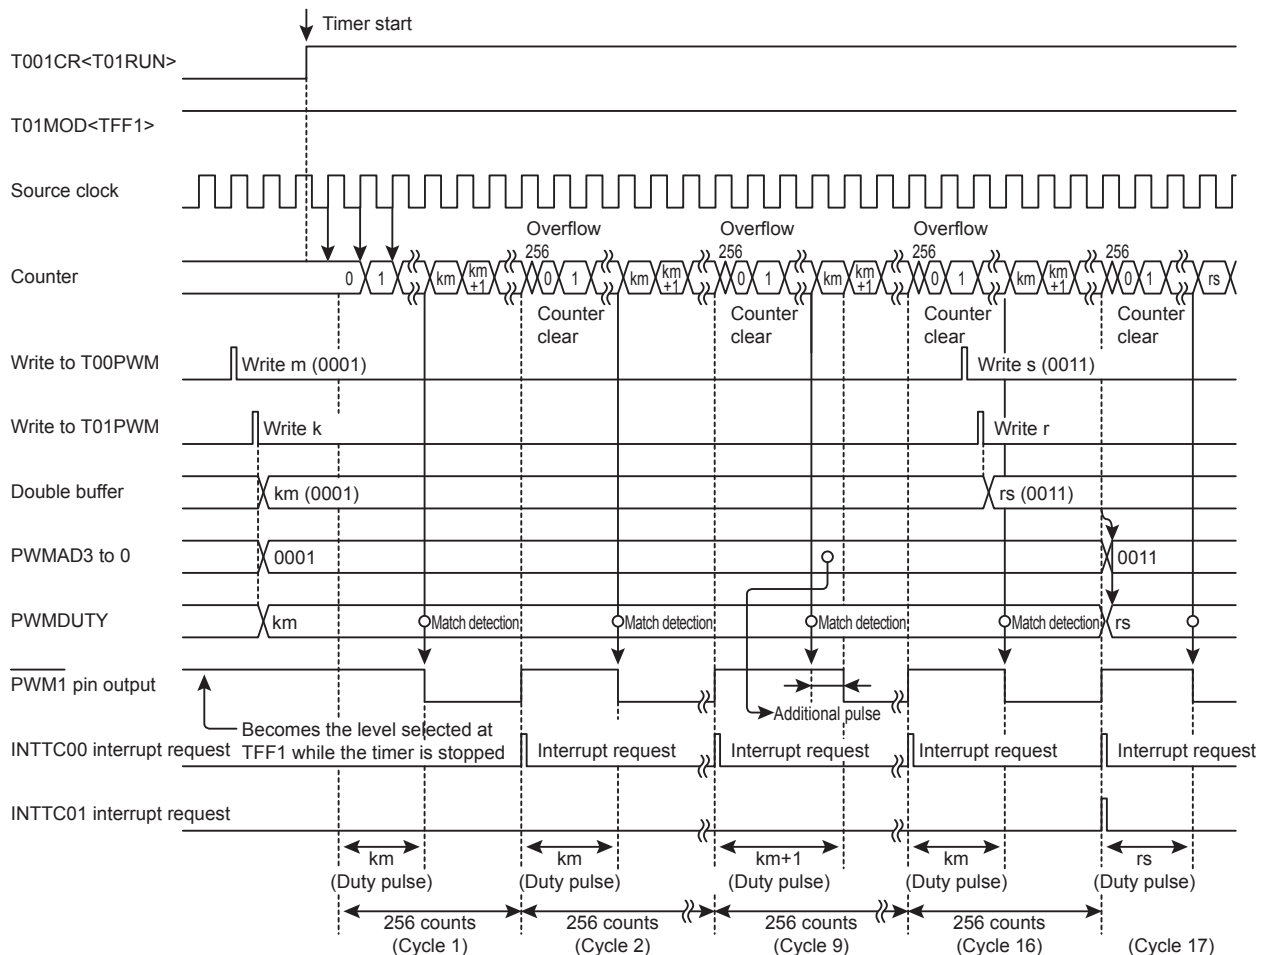 Timer start
T001CR<T01RUN>
T01MOD<TFF1>
Source clock
Overflow Overflow Overflow
256 256 256 256
Counter 0 1 km km+1 0 1 km km+1 0 1 km km+1 0 1 km km+1 0 1 rs
Counter clear Counter clear Counter clear Counter clear
Write to T00PWM Write m (0001) Write s (0011)
Write to T01PWM Write k Write r
Double buffer km (0001) rs (0011)
PWMAD3 to 0 0001 0011
PWMDUTY km Match detection Match detection Match detection Match detection rs
PWM1 pin output
Additional pulse
Becomes the level selected at
TFF1 while the timer is stopped
INTTC00 interrupt request Interrupt request Interrupt request Interrupt request Interrupt request
INTTC01 interrupt request
km km km+1 km rs
(Duty pulse) (Duty pulse) (Duty pulse) (Duty pulse) (Duty pulse)
256 counts 256 counts 256 counts 256 counts
(Cycle 1) (Cycle 2) (Cycle 9) (Cycle 16) (Cycle 17)